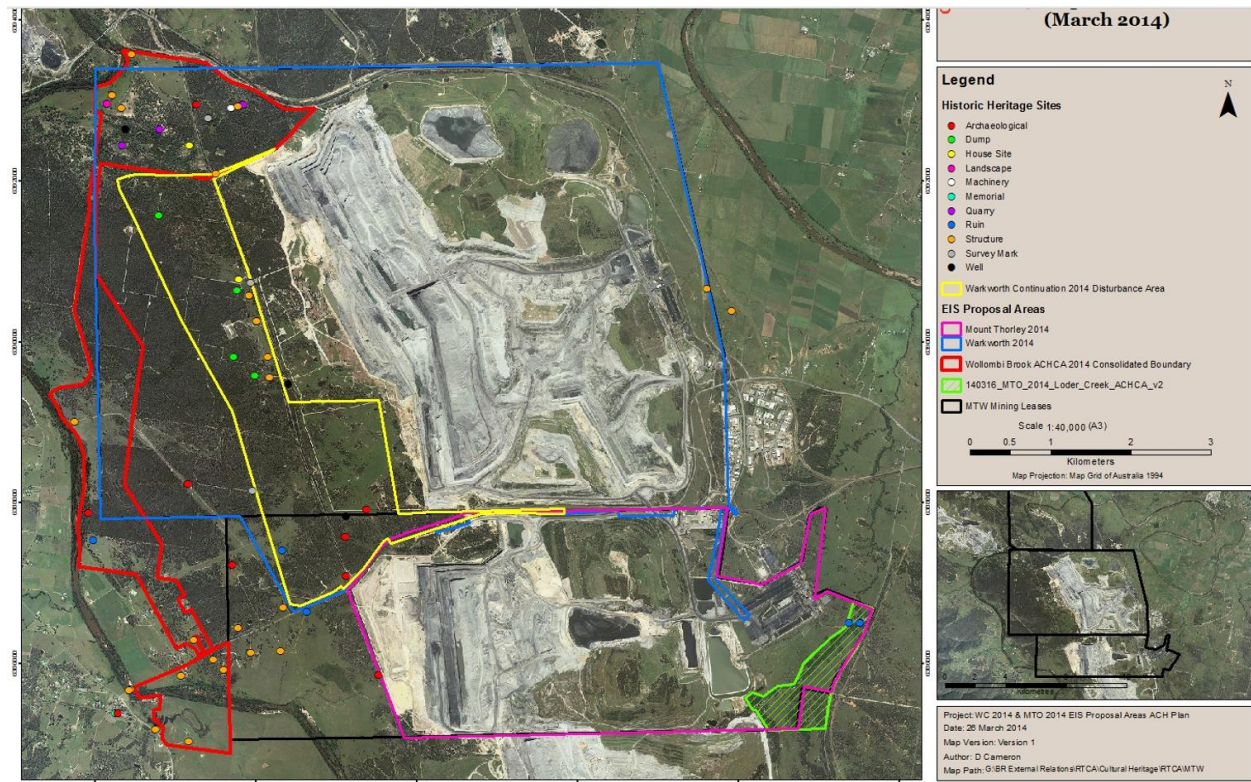 (March 2014)
Legend
N
Historic Heritage Sites
Archaeological
Dump
House Site
Landscape
Machinery
Memorial
Quarry
Ruin
Structure
Survey Mark
Well
Warkworth Continuation 2014 Disturbance Area
EIS Proposal Areas
Mount Thorley 2014
Warkworth 2014
Wollombi Brook ACHCA 2014 Consolidated Boundary
140316_MTO_2014_Loder_Creek_ACHCA_v2
MTW Mining Leases
Scale 1:40,000 (A3)
0 0.5 1 2 3
Kilometers
Map Projection: Map Grid of Australia 1994
Kilometres
Project: WC 2014 & MTO 2014 EIS Proposal Areas ACH Plan
Date: 26 March 2014
Map Version: Version 1
Author: D Cameron
Map Path: G:\BR External Relations\RTCA\Cultural Heritage\RTCA\MTW